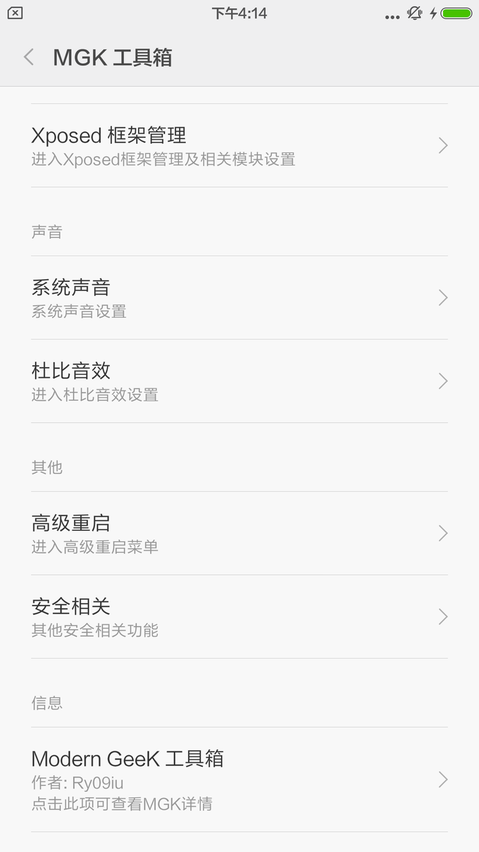 下午4:14
MGK 工具箱
Xposed 框架管理
进入Xposed框架管理及相关模块设置
声音
系统声音
系统声音设置
杜比音效
进入杜比音效设置
其他
高级重启
进入高级重启菜单
安全相关
其他安全相关功能
信息
Modern GeeK 工具箱
作者: Ry09iu
点击此项可查看MGK详情